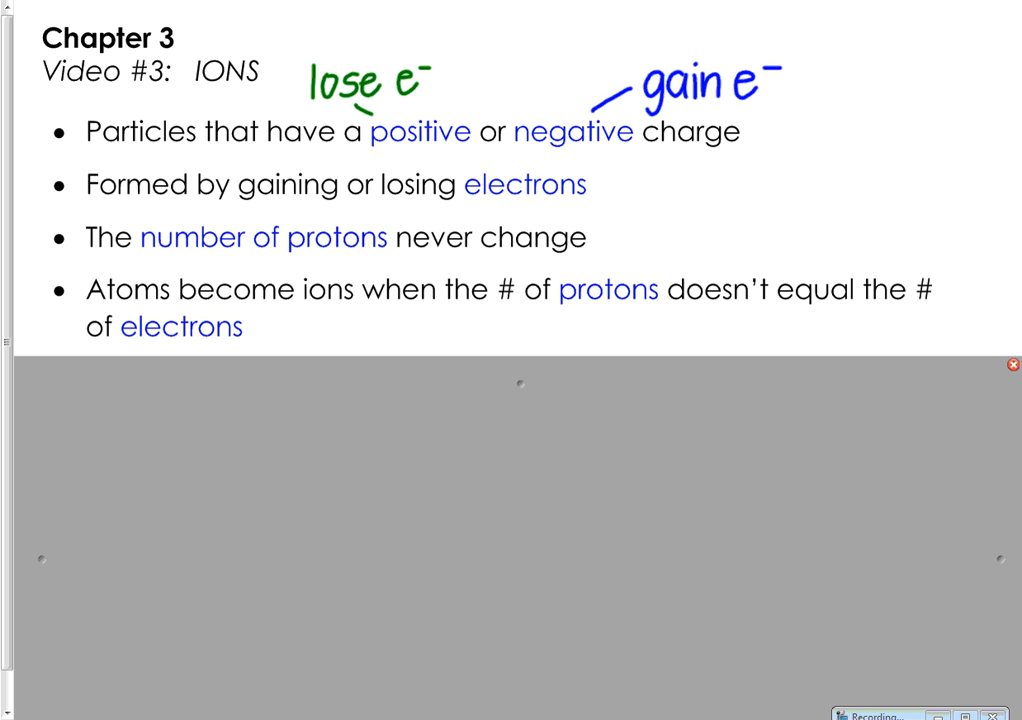 Chapter 3
Video #3: IONS
lose e⁻
gain e⁻
• Particles that have a positive or negative charge
• Formed by gaining or losing electrons
• The number of protons never change
• Atoms become ions when the # of protons doesn't equal the #
of electrons
Recording...